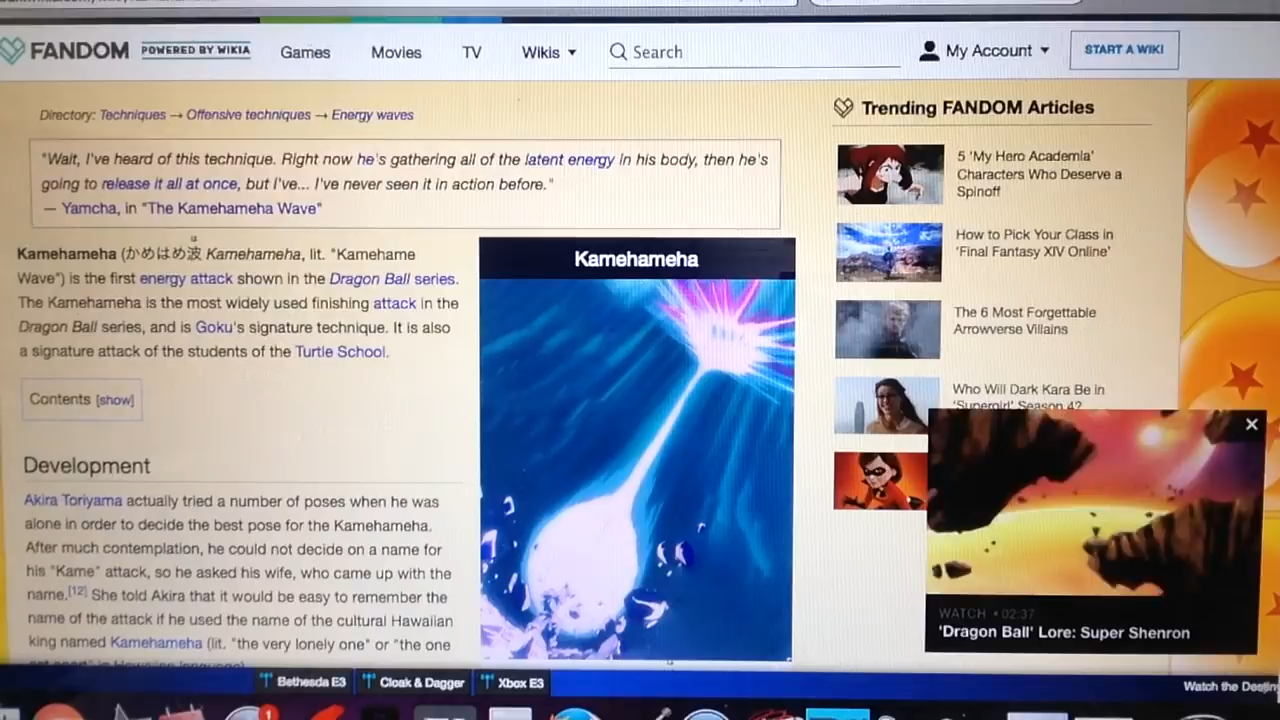 FANDOM POWERED BY WIKIA Games Movies TV Wikis Search My Account START A WIKI
Directory: Techniques → Offensive techniques → Energy waves
"Wait, I've heard of this technique. Right now he's gathering all of the latent energy in his body, then he's
going to release it all at once, but I've... I've never seen it in action before."
— Yamcha, in "The Kamehameha Wave"
は
Kamehameha (かめはめ波 Kamehameha, lit. "Kamehame
Wave") is the first energy attack shown in the Dragon Ball series.
The Kamehameha is the most widely used finishing attack in the
Dragon Ball series, and is Goku's signature technique. It is also
a signature attack of the students of the Turtle School.
Contents [show]
Development
Akira Toriyama actually tried a number of poses when he was
alone in order to decide the best pose for the Kamehameha.
After much contemplation, he could not decide on a name for
his "Kame" attack, so he asked his wife, who came up with the
name.[12] She told Akira that it would be easy to remember the
name of the attack if he used the name of the cultural Hawaiian
king named Kamehameha (lit. "the very lonely one" or "the one
Kamehameha
Trending FANDOM Articles
5 'My Hero Academia'
Characters Who Deserve a
Spinoff
How to Pick Your Class in
'Final Fantasy XIV Online'
The 6 Most Forgettable
Arrowverse Villains
Who Will Dark Kara Be in
'Supergirl' Season 4?
WATCH • 02:37
'Dragon Ball' Lore: Super Shenron
Bethesda E3 Cloak & Dagger Xbox E3 Watch the
1